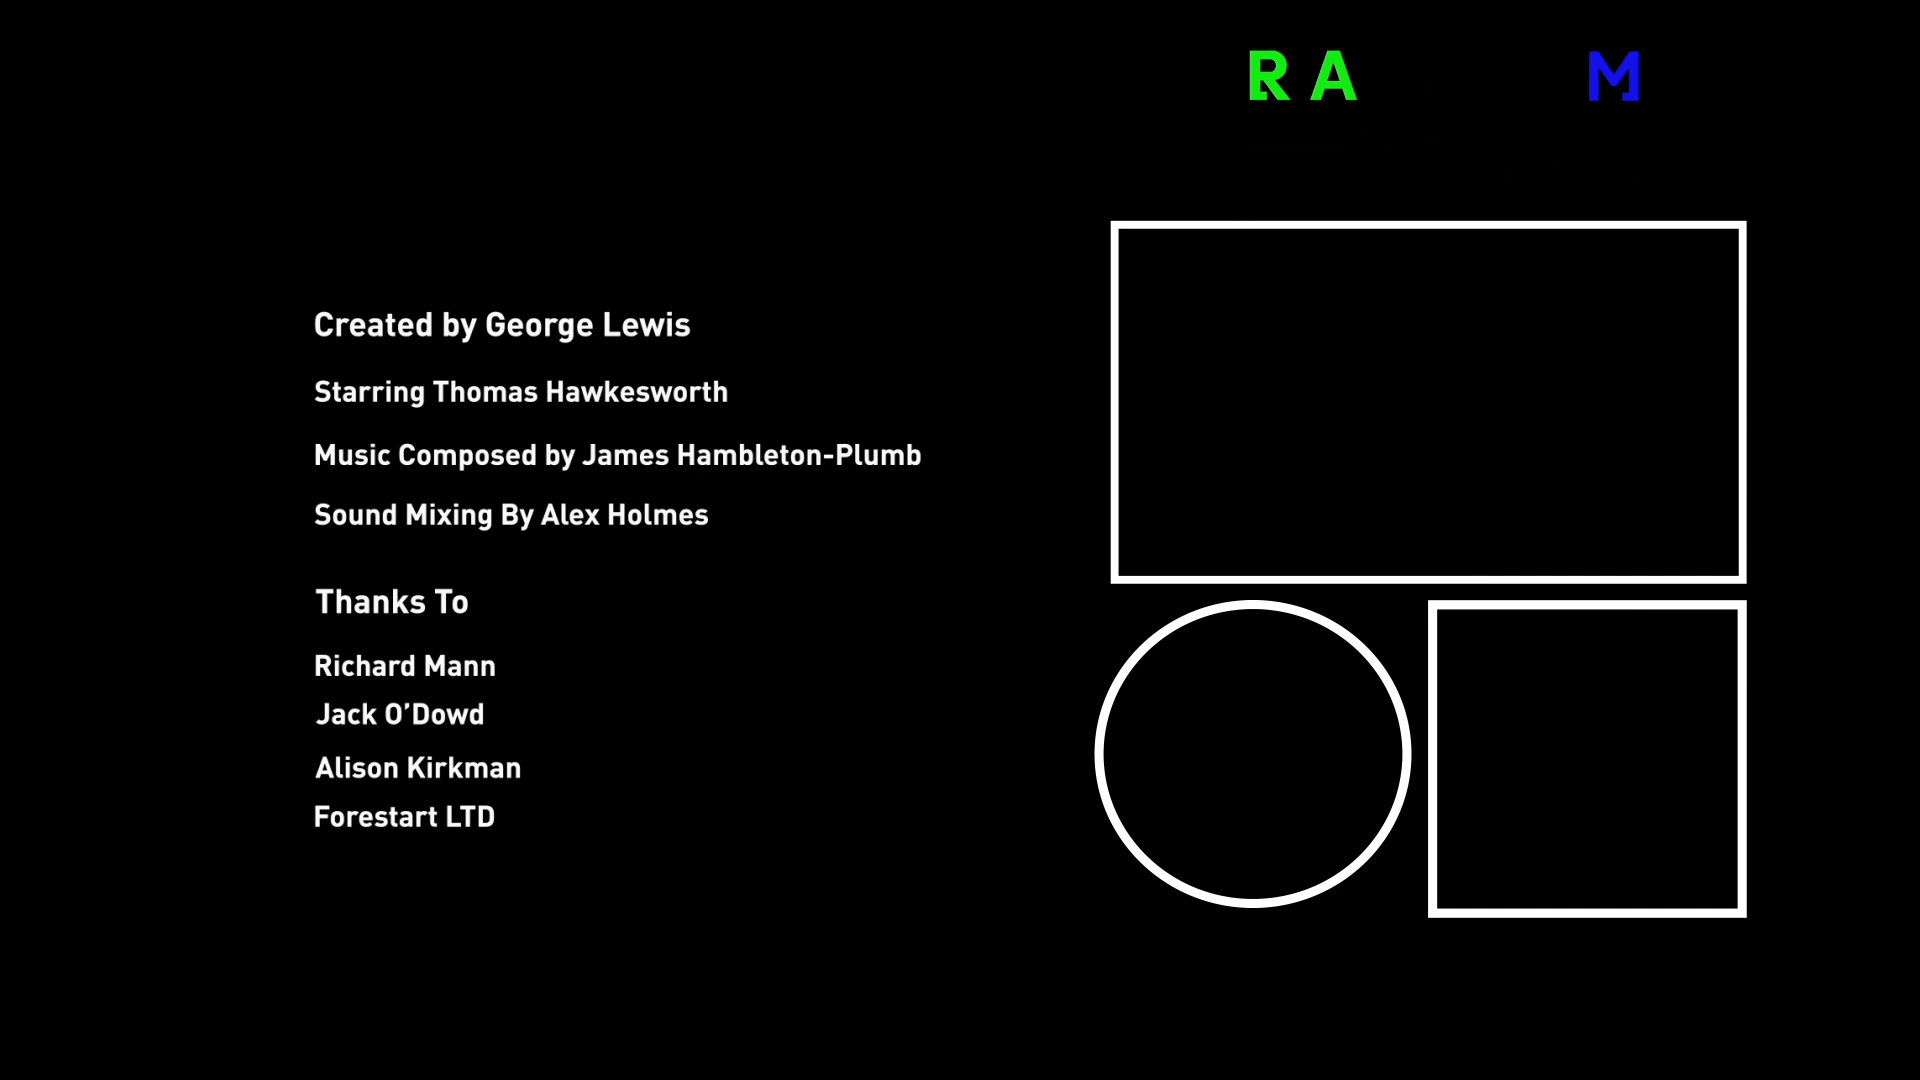 R A M
Created by George Lewis
Starring Thomas Hawkesworth
Music Composed by James Hambleton-Plumb
Sound Mixing By Alex Holmes
Thanks To
Richard Mann
Jack O’Dowd
Alison Kirkman
Forestart LTD